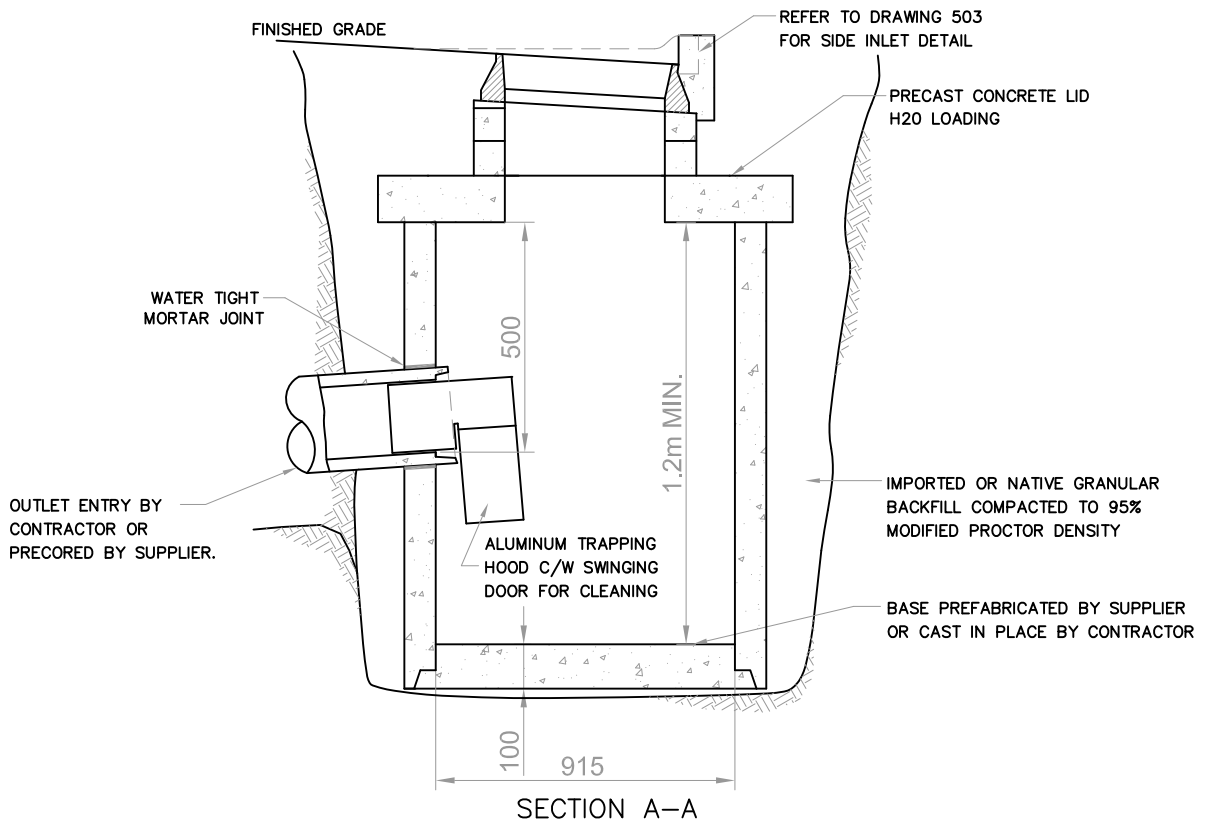 FINISHED GRADE
REFER TO DRAWING 503
FOR SIDE INLET DETAIL
PRECAST CONCRETE LID
H20 LOADING
WATER TIGHT
MORTAR JOINT
500
1.2m MIN.
OUTLET ENTRY BY
CONTRACTOR OR
PRECORED BY SUPPLIER.
IMPORTED OR NATIVE GRANULAR
BACKFILL COMPACTED TO 95%
MODIFIED PROCTOR DENSITY
ALUMINUM TRAPPING
HOOD C/W SWINGING
DOOR FOR CLEANING
BASE PREFABRICATED BY SUPPLIER
OR CAST IN PLACE BY CONTRACTOR
100
915
SECTION A-A